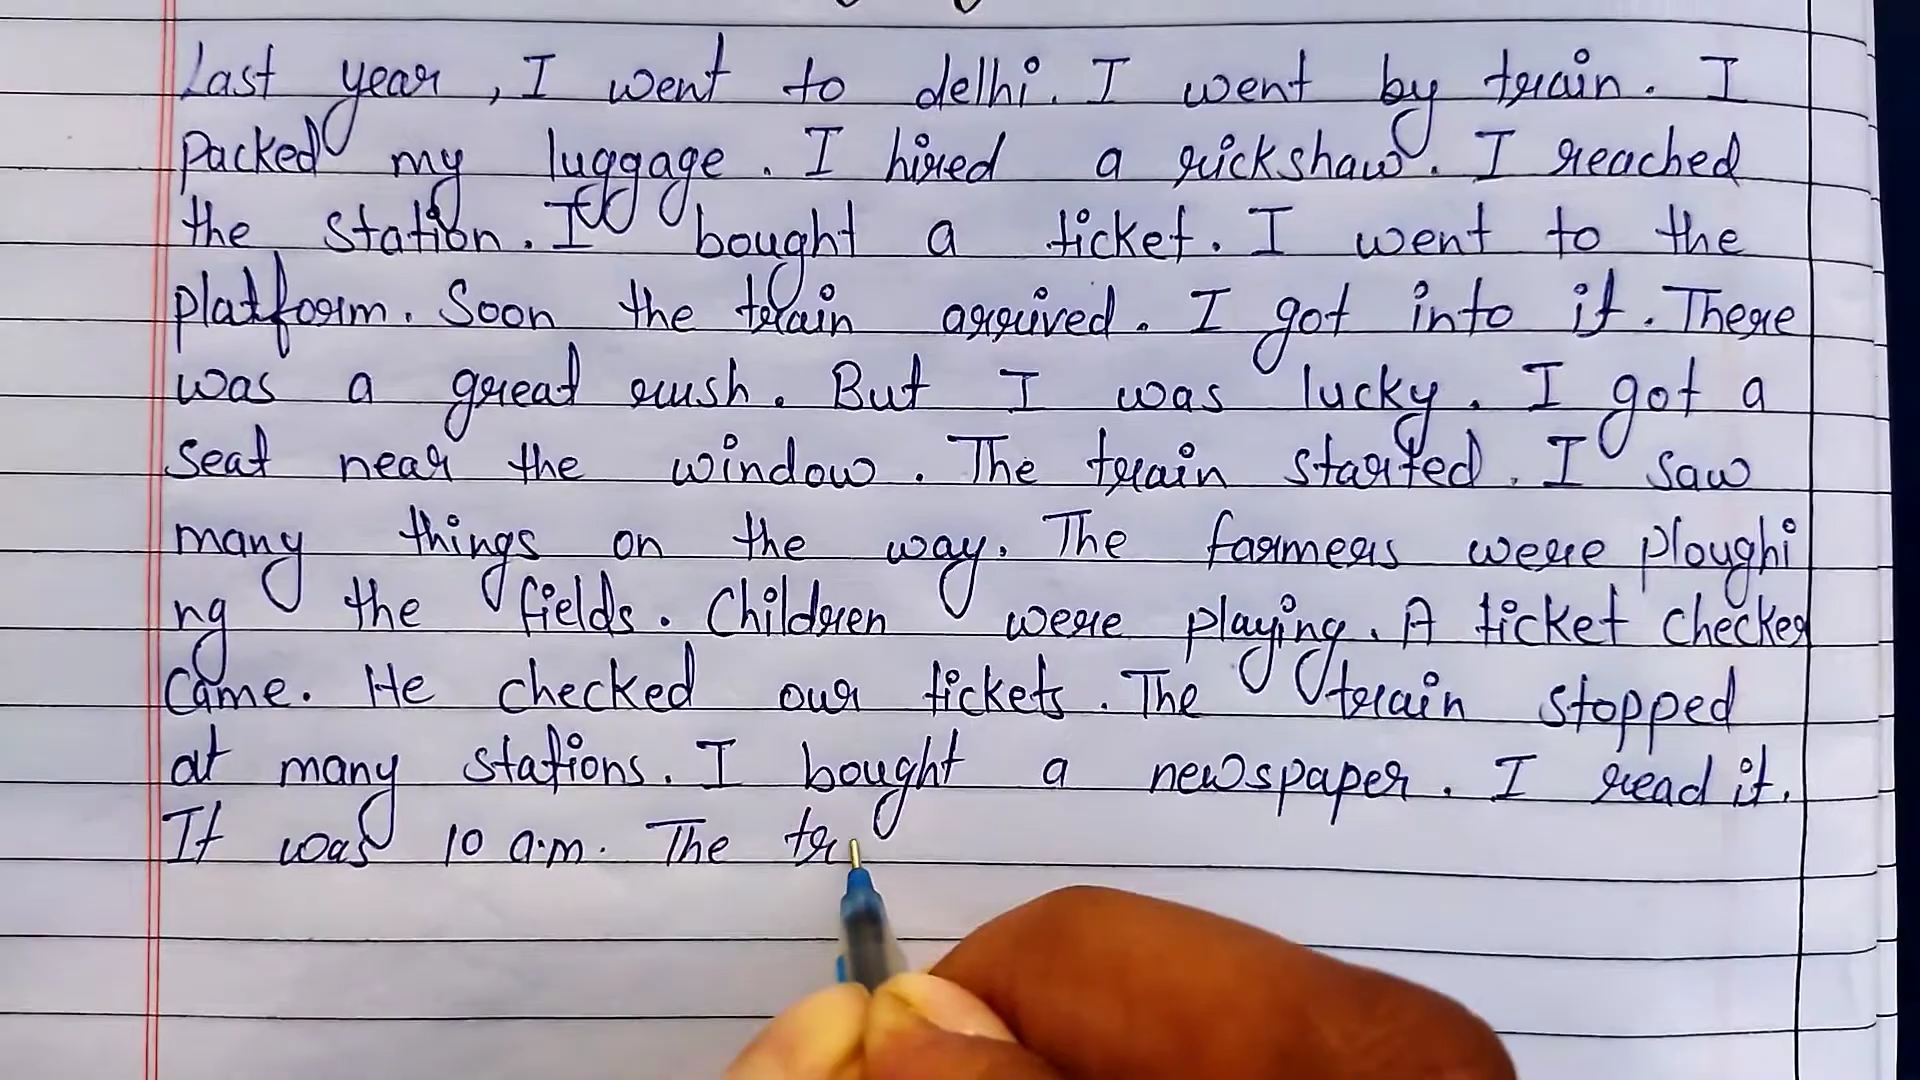 Last year, I went to delhi. I went by train. I
packed my luggage. I hired a rickshaw. I reached
the station. I bought a ticket. I went to the
platform. Soon the train arrived. I got into it. There
was a great rush. But I was lucky. I got a
seat near the window. The train started. I saw
many things on the way. The farmers were ploughi
ng the fields. Children were playing. A ticket checker
came. He checked our tickets. The train stopped
at many stations. I bought a newspaper. I read it.
It was 10 a.m. The tr